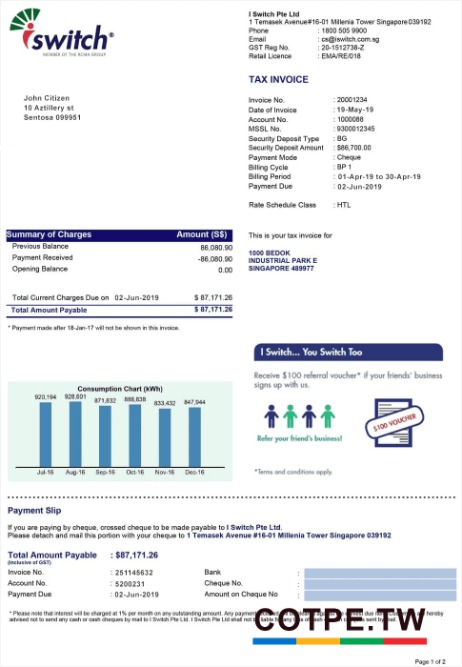 iswitch
MEMBER OF THE ROMA GROUP
I Switch Pte Ltd
1 Temasek Avenue #16-01 Millenia Tower Singapore 039192
Phone : 1800 505 9900
Email : cs@iswitch.com.sg
GST Reg No. : 20-1512738-Z
Retail Licence : EMA/RE/018
TAX INVOICE
John Citizen
10 Aztillery st
Sentosa 099951
Invoice No. : 20001234
Date of Invoice : 19-May-19
Account No. : 1000088
MSSL No. : 9300012345
Security Deposit Type : BG
Security Deposit Amount : $86,700.00
Payment Mode : Cheque
Billing Cycle : BP 1
Billing Period : 01-Apr-19 to 30-Apr-19
Payment Due : 02-Jun-2019
Rate Schedule Class : HTL
Summary of Charges Amount (S$)
Previous Balance 86,080.90
Payment Received -86,080.90
Opening Balance 0.00
Total Current Charges Due on 02-Jun-2019 $ 87,171.26
Total Amount Payable $ 87,171.26
* Payment made after 18-Jan-17 will not be shown in this invoice.
This is your tax invoice for
1000 BEDOK
INDUSTRIAL PARK E
SINGAPORE 489977
I Switch... You Switch Too
Receive $100 referral voucher* if your friends' business
signs up with us.
$100 VOUCHER
Refer your friend's business!
*Terms and conditions apply.
Consumption Chart (kWh)
920,194 928,601 871,832 888,838 833,432 847,944
Jul-16 Aug-16 Sep-16 Oct-16 Nov-16 Dec-16
Payment Slip
If you are paying by cheque, crossed cheque to be made payable to I Switch Pte Ltd.
Please detach and mail this portion with your cheque to 1 Temasek Avenue #16-01 Millenia Tower Singapore 039192
Total Amount Payable : $87,171.26
(Inclusive of GST)
Invoice No. : 251145632 Bank
Account No. : 5200231 Cheque No.
Payment Due : 02-Jun-2019 Amount on Cheque No
* Please note that interest will be charged at 1% per month on any outstanding amount. Any payment
hereby
advised not to send any cash or cash cheques by mail to I Switch Pte Ltd. I Switch Pte Ltd shall not
COTPE.TW
Page 1 of 2